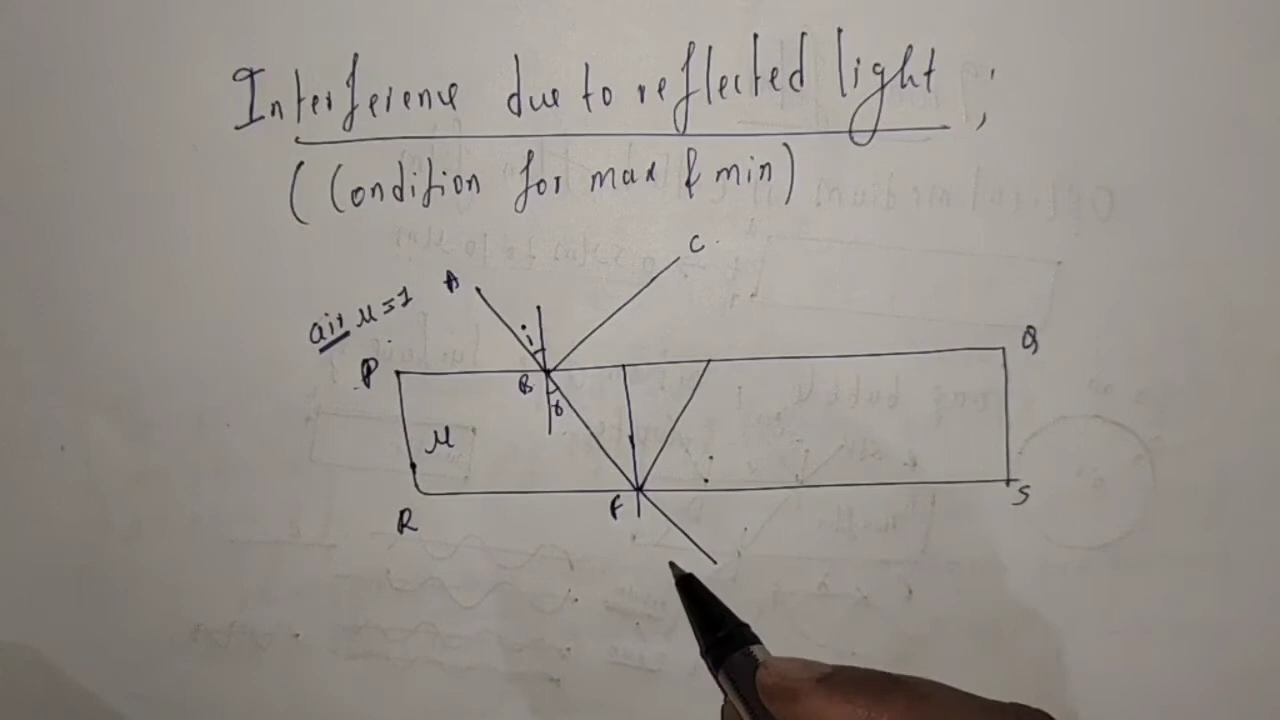 Interference due to reflected light ;
(Condition for max & min)
C.
A
air μ=1
i
Q
P
B
r
μ
F
S
R